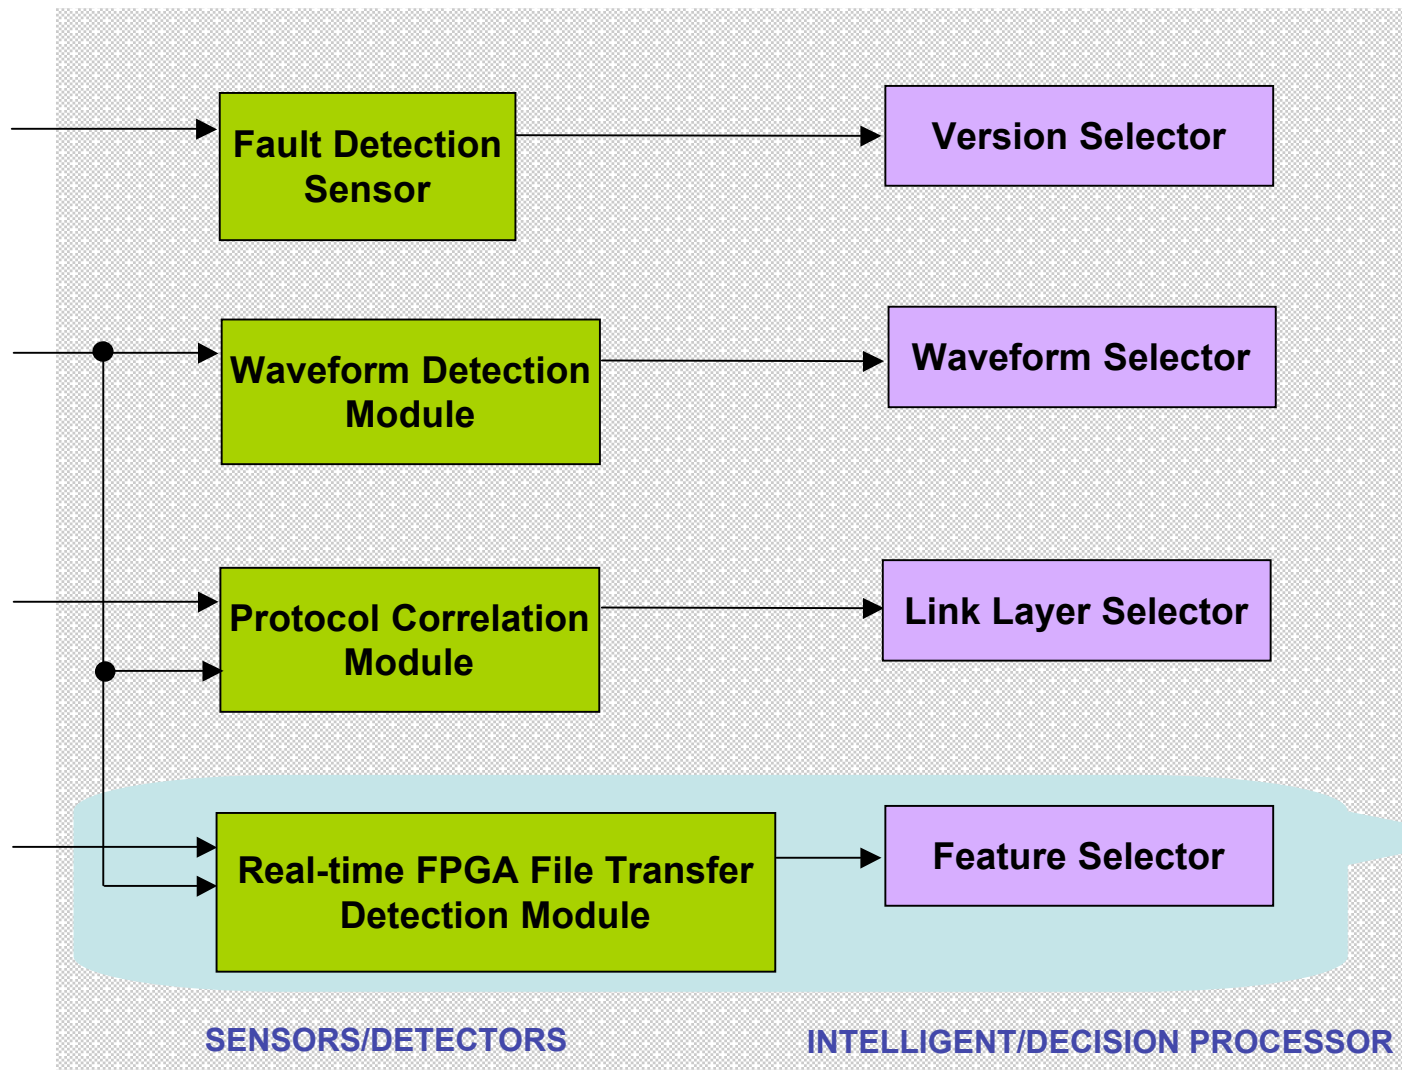 Fault Detection
Sensor
Version Selector
Waveform Detection
Module
Waveform Selector
Protocol Correlation
Module
Link Layer Selector
Real-time FPGA File Transfer
Detection Module
Feature Selector
SENSORS/DETECTORS
INTELLIGENT/DECISION PROCESSOR